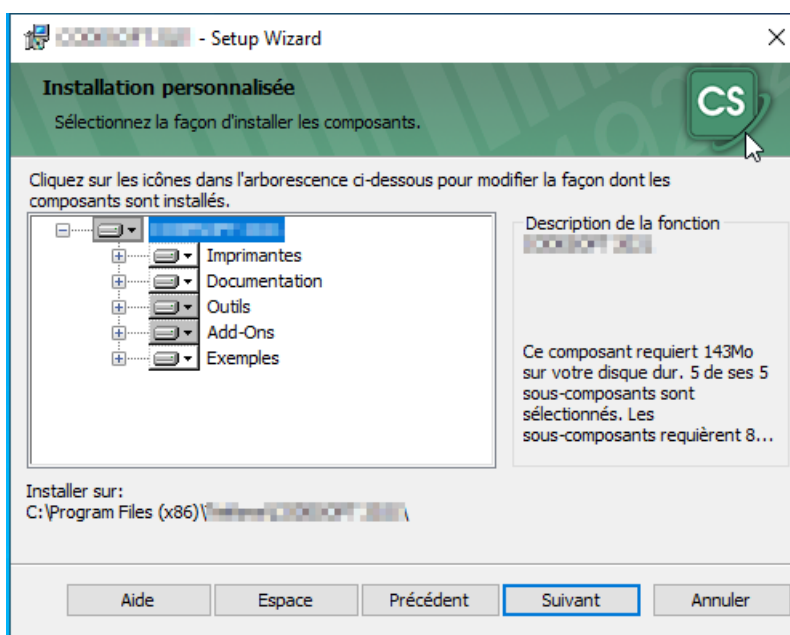 - Setup Wizard
Installation personnalisée
Sélectionnez la façon d'installer les composants.
CS
Cliquez sur les icônes dans l'arborescence ci-dessous pour modifier la façon dont les
composants sont installés.
Imprimantes
Documentation
Outils
Add-Ons
Exemples
Description de la fonction
Ce composant requiert 143Mo
sur votre disque dur. 5 de ses 5
sous-composants sont
sélectionnés. Les
sous-composants requièrent 8...
Installer sur:
C:\Program Files (x86)\
Aide
Espace
Précédent
Suivant
Annuler